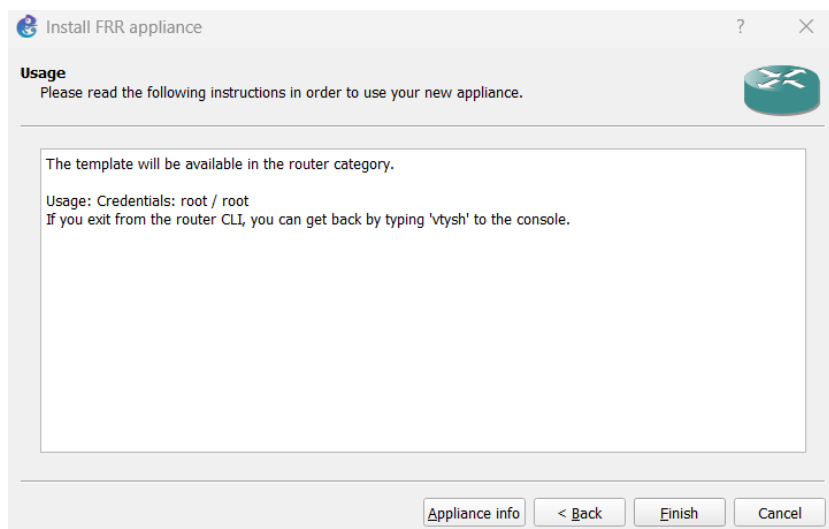 Install FRR appliance
?
Usage
Please read the following instructions in order to use your new appliance.
The template will be available in the router category.
Usage: Credentials: root / root
If you exit from the router CLI, you can get back by typing 'vtysh' to the console.
Appliance info
< Back
Finish
Cancel